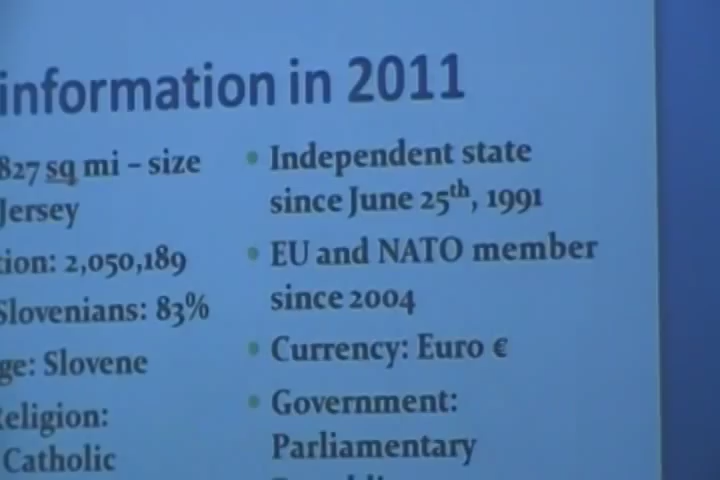 information in 2011
827 sq mi – size
Jersey
tion: 2,050,189
Slovenians: 83%
ge: Slovene
eligion:
Catholic
• Independent state
since June 25th, 1991
• EU and NATO member
since 2004
• Currency: Euro €
• Government:
Parliamentary